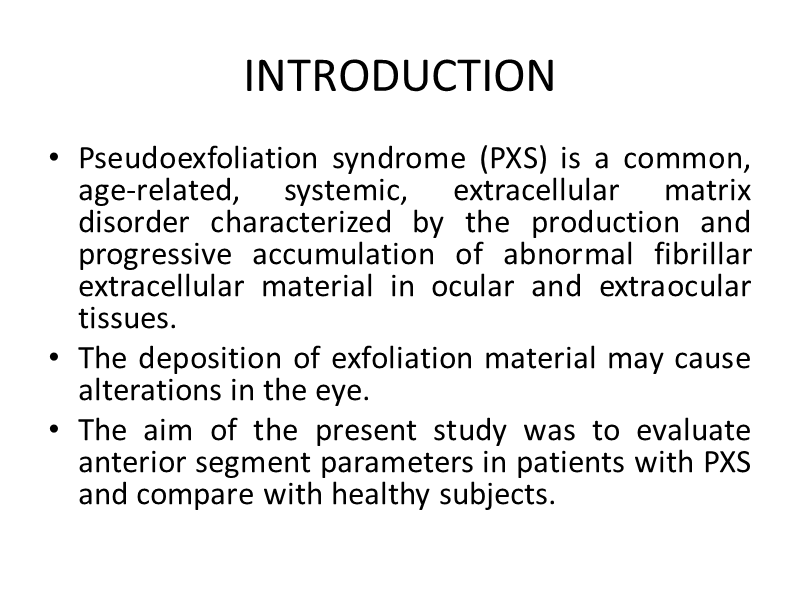 INTRODUCTION
• Pseudoexfoliation syndrome (PXS) is a common,
age-related, systemic, extracellular matrix
disorder characterized by the production and
progressive accumulation of abnormal fibrillar
extracellular material in ocular and extraocular
tissues.
• The deposition of exfoliation material may cause
alterations in the eye.
• The aim of the present study was to evaluate
anterior segment parameters in patients with PXS
and compare with healthy subjects.